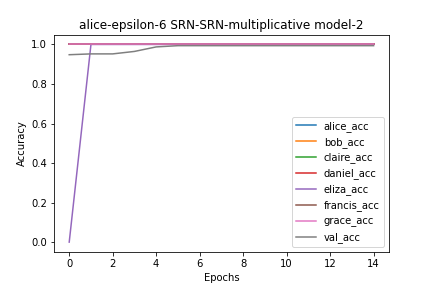 alice-epsilon-6 SRN-SRN-multiplicative model-2
Accuracy
1.0
0.8
0.6
0.4
0.2
0.0
alice_acc
bob_acc
claire_acc
daniel_acc
eliza_acc
francis_acc
grace_acc
val_acc
0 2 4 6 8 10 12 14
Epochs